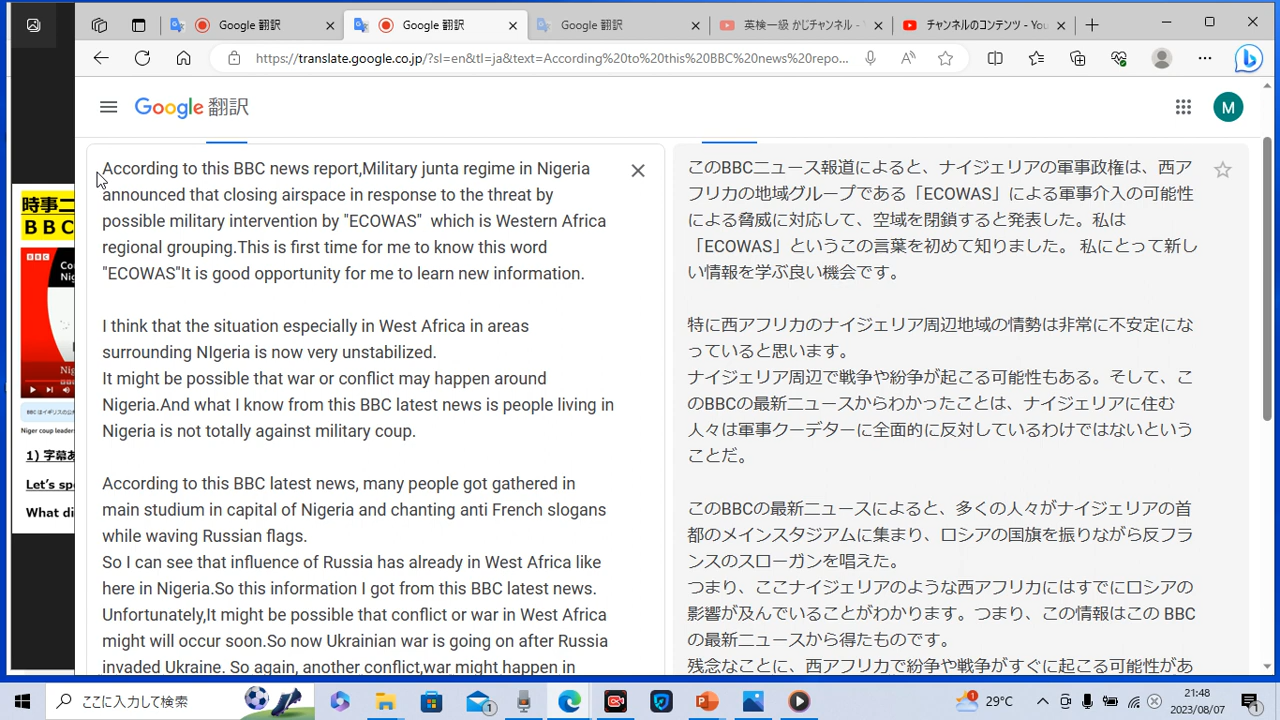 Google 翻訳
Google 翻訳
Google 翻訳
英検一級 かじチャンネル - Y
チャンネルのコンテンツ - You
https://translate.google.co.jp/?sl=en&tl=ja&text=According%20to%20this%20BBC%20news%20repo...
Google 翻訳
M
According to this BBC news report,Military junta regime in Nigeria
announced that closing airspace in response to the threat by
possible military intervention by "ECOWAS"  which is Western Africa
regional grouping.This is first time for me to know this word
"ECOWAS"It is good opportunity for me to learn new information.
I think that the situation especially in West Africa in areas
surrounding NIgeria is now very unstabilized.
It might be possible that war or conflict may happen around
Nigeria.And what I know from this BBC latest news is people living in
Nigeria is not totally against military coup.
According to this BBC latest news, many people got gathered in
main studium in capital of Nigeria and chanting anti French slogans
while waving Russian flags.
So I can see that influence of Russia has already in West Africa like
here in Nigeria.So this information I got from this BBC latest news.
Unfortunately,It might be possible that conflict or war in West Africa
might will occur soon.So now Ukrainian war is going on after Russia
invaded Ukraine. So again, another conflict,war might happen in
このBBCニュース報道によると、ナイジェリアの軍事政権は、西ア
フリカの地域グループである「ECOWAS」による軍事介入の可能性
による脅威に対応して、空域を閉鎖すると発表した。私は
「ECOWAS」というこの言葉を初めて知りました。 私にとって新し
い情報を学ぶ良い機会です。
特に西アフリカのナイジェリア周辺地域の情勢は非常に不安定にな
っていると思います。
ナイジェリア周辺で戦争や紛争が起こる可能性もある。そして、こ
のBBCの最新ニュースからわかったことは、ナイジェリアに住む
人々は軍事クーデターに全面的に反対しているわけではないという
ことだ。
このBBCの最新ニュースによると、多くの人々がナイジェリアの首
都のメインスタジアムに集まり、ロシアの国旗を振りながら反フラ
ンスのスローガンを唱えた。
つまり、ここナイジェリアのような西アフリカにはすでにロシアの
影響が及んでいることがわかります。つまり、この情報はこの BBC
の最新ニュースから得たものです。
残念なことに、西アフリカで紛争や戦争がすぐに起こる可能性があ
時事二
BBC
BBC
Co
Nig
Nig
BBC はイギリスの公
Niger coup leader
1) 字幕あ
Let's sp
What di
ここに入力して検索
1
1
29°C
21:48
2023/08/07
1